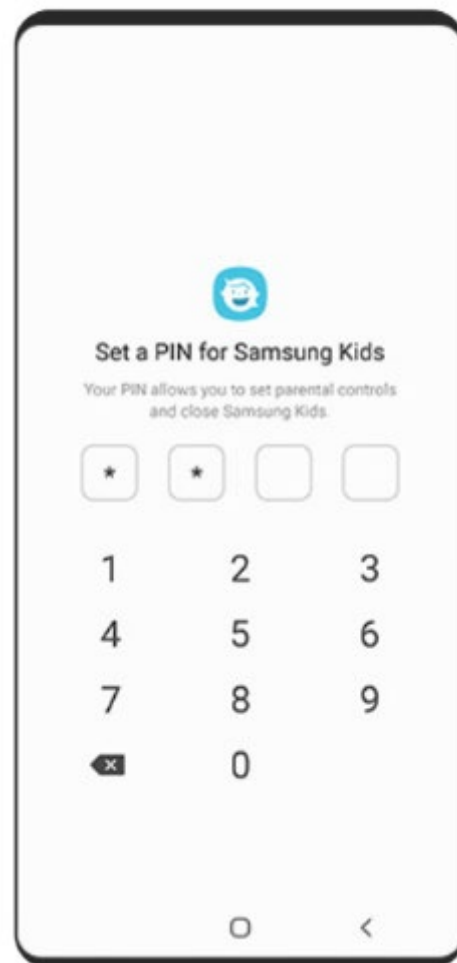 Set a PIN for Samsung Kids
Your PIN allows you to set parental controls
and close Samsung Kids.
* *
1 2 3
4 5 6
7 8 9
0